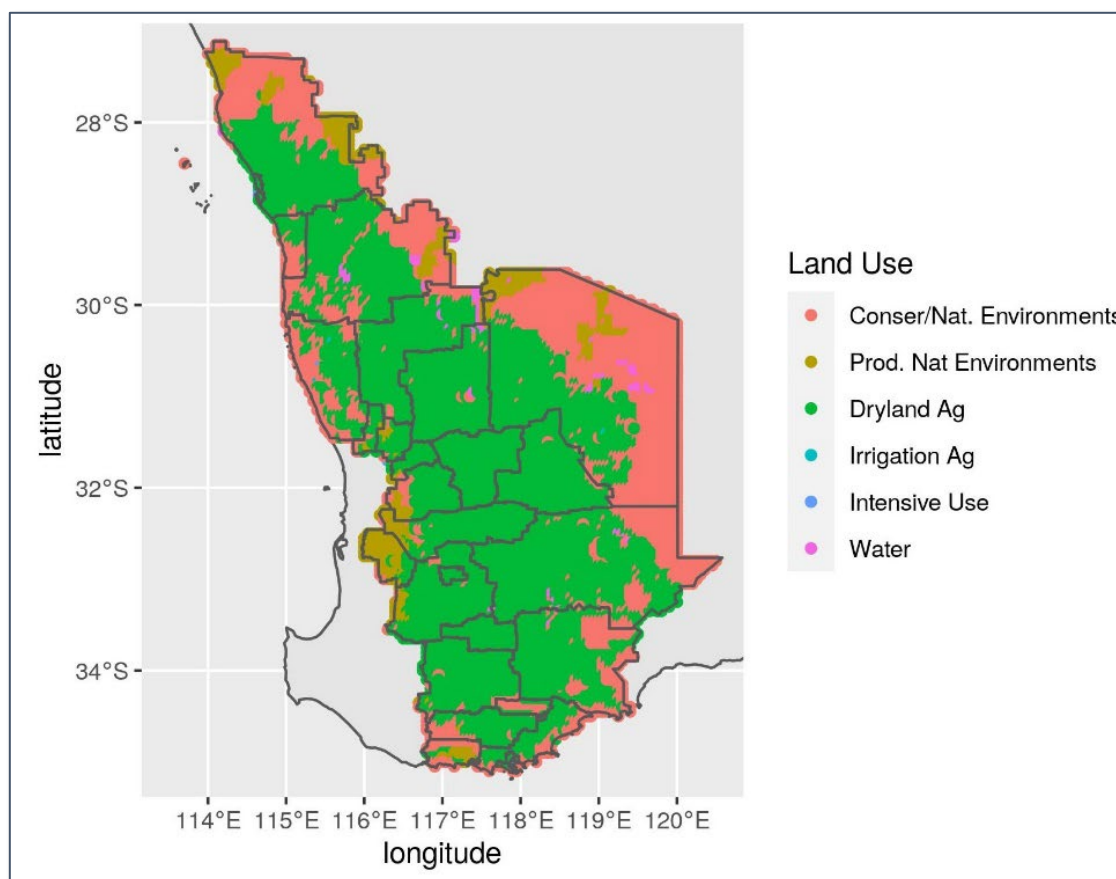 28°S
30°S
32°S
34°S
latitude
114°E 115°E 116°E 117°E 118°E 119°E 120°E
longitude
Land Use
Conser/Nat. Environments
Prod. Nat Environments
Dryland Ag
Irrigation Ag
Intensive Use
Water